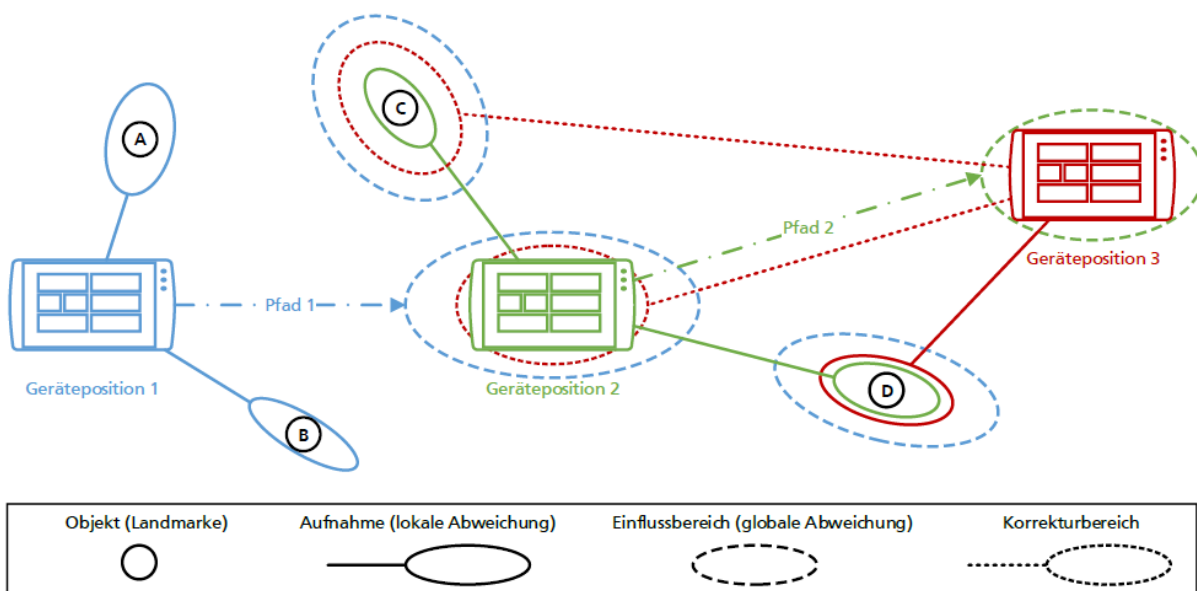 A
C
Pfad 2
Geräteposition 3
Pfad 1
Geräteposition 1
Geräteposition 2
D
B
Objekt (Landmarke)
Aufnahme (lokale Abweichung)
Einflussbereich (globale Abweichung)
Korrekturbereich